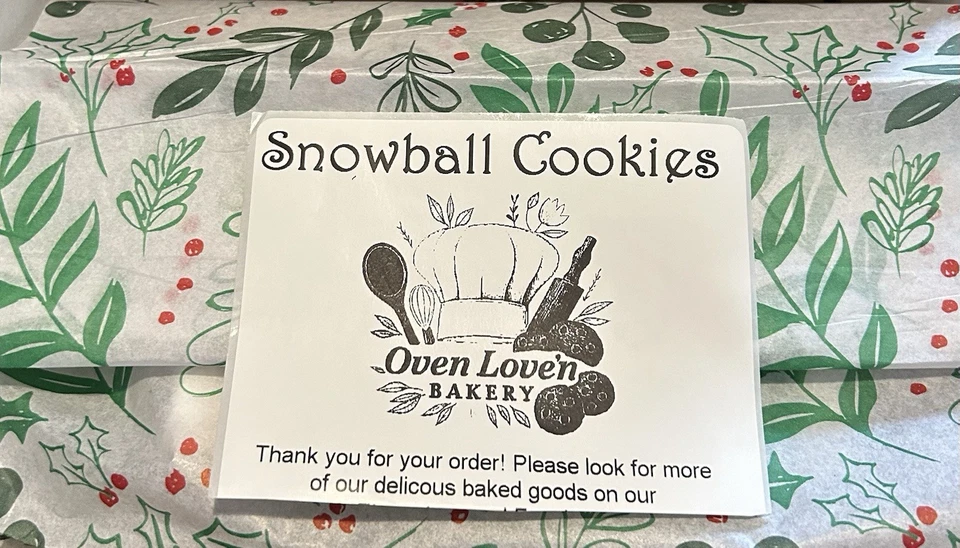 Snowball Cookies
Oven Love'n
BAKERY
Thank you for your order! Please look for more
of our delicous baked goods on our